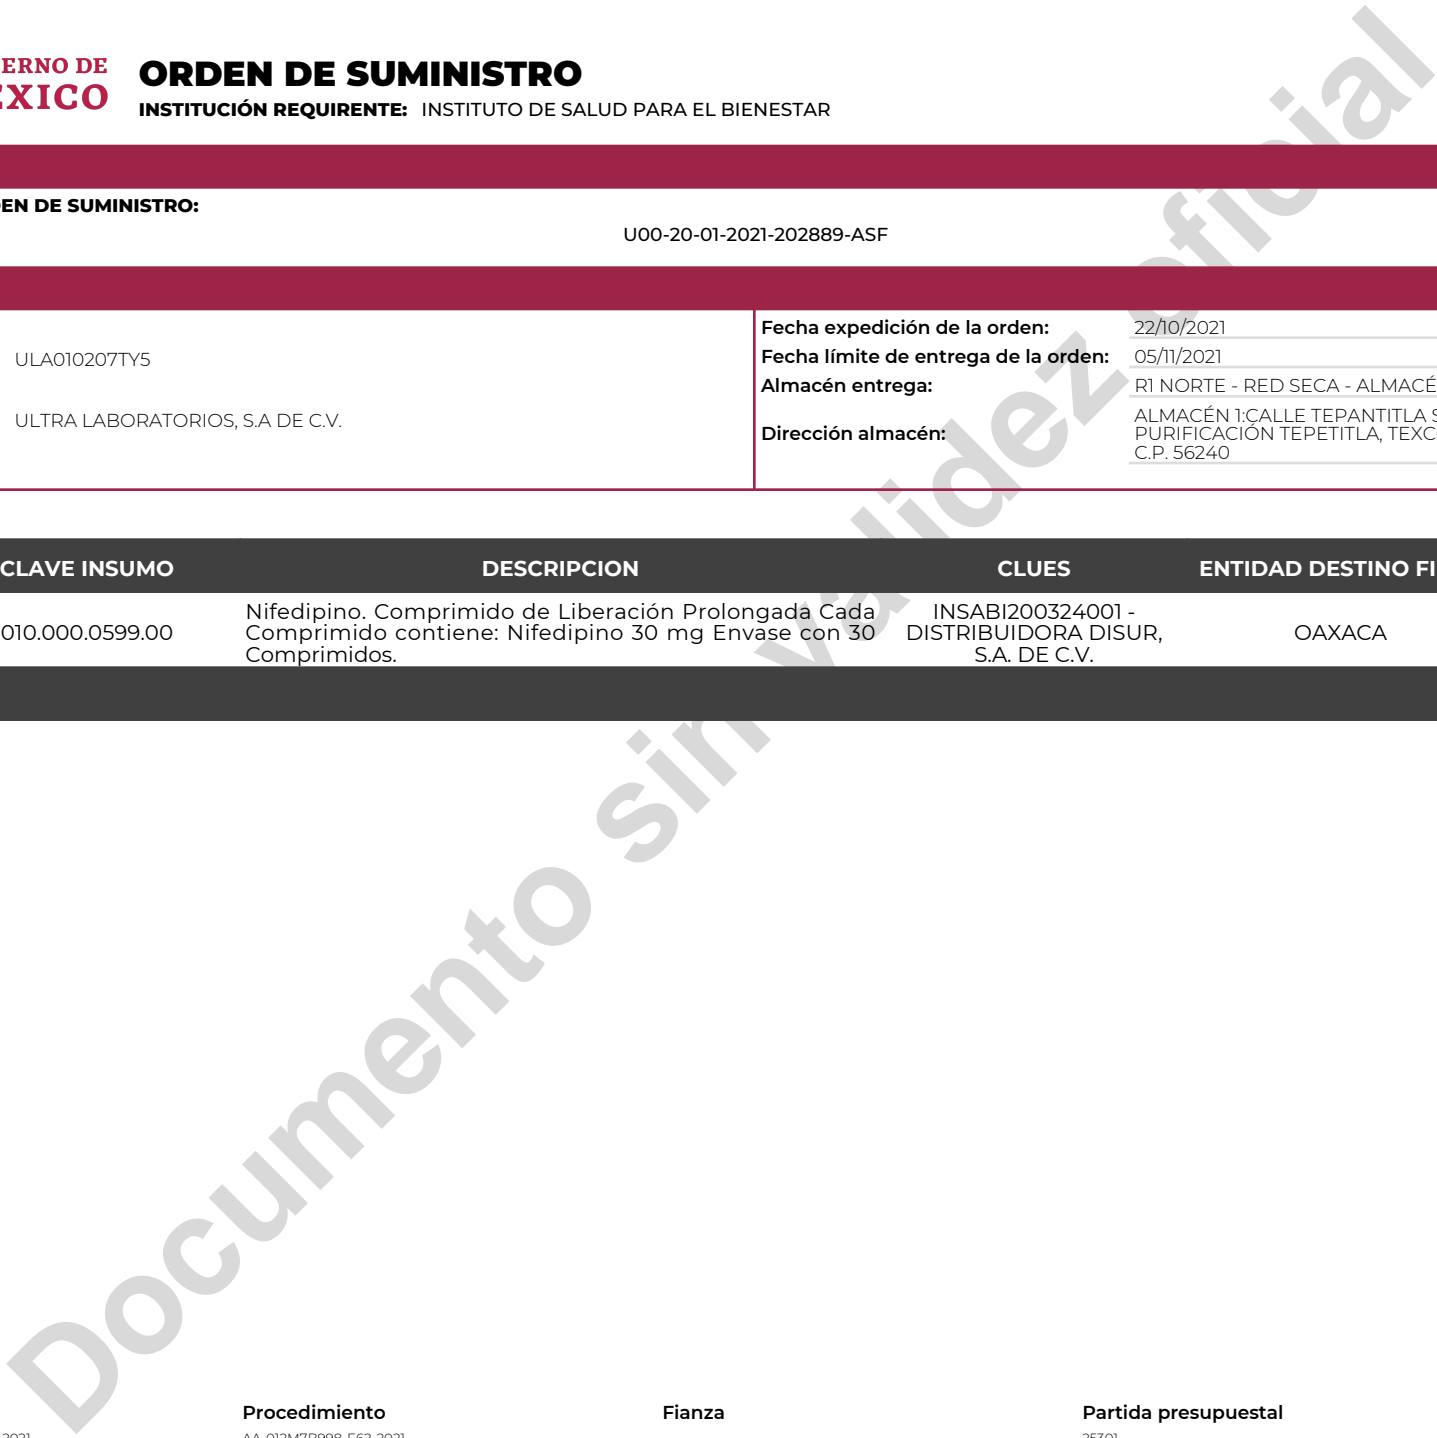 ERNO DE
ORDEN DE SUMINISTRO
INSTITUCIÓN REQUIRENTE: INSTITUTO DE SALUD PARA EL BIENESTAR
DE SUMINISTRO:
U00-20-01-2021-202889-ASF
ULA010207TY5
ULTRA LABORATORIOS, S.A DE C.V.
Fecha expedición de la orden: 22/10/2021
Fecha límite de entrega de la orden: 05/11/2021
Almacén entrega: R1 NORTE - RED SECA - ALMACÉ
Dirección almacén: ALMACÉN 1:CALLE TEPANTITLA S
PURIFICACIÓN TEPETITLA, TEXC
C.P. 56240
CLAVE INSUMO DESCRIPCION CLUES ENTIDAD DESTINO FI
010.000.0599.00
Nifedipino. Comprimido de Liberación Prolongada Cada
Comprimido contiene: Nifedipino 30 mg Envase con 30
Comprimidos.
INSABI200324001 -
DISTRIBUIDORA DISUR,
S.A. DE C.V.
OAXACA
Documento sin validez oficial
Procedimiento Fianza Partida presupuestal